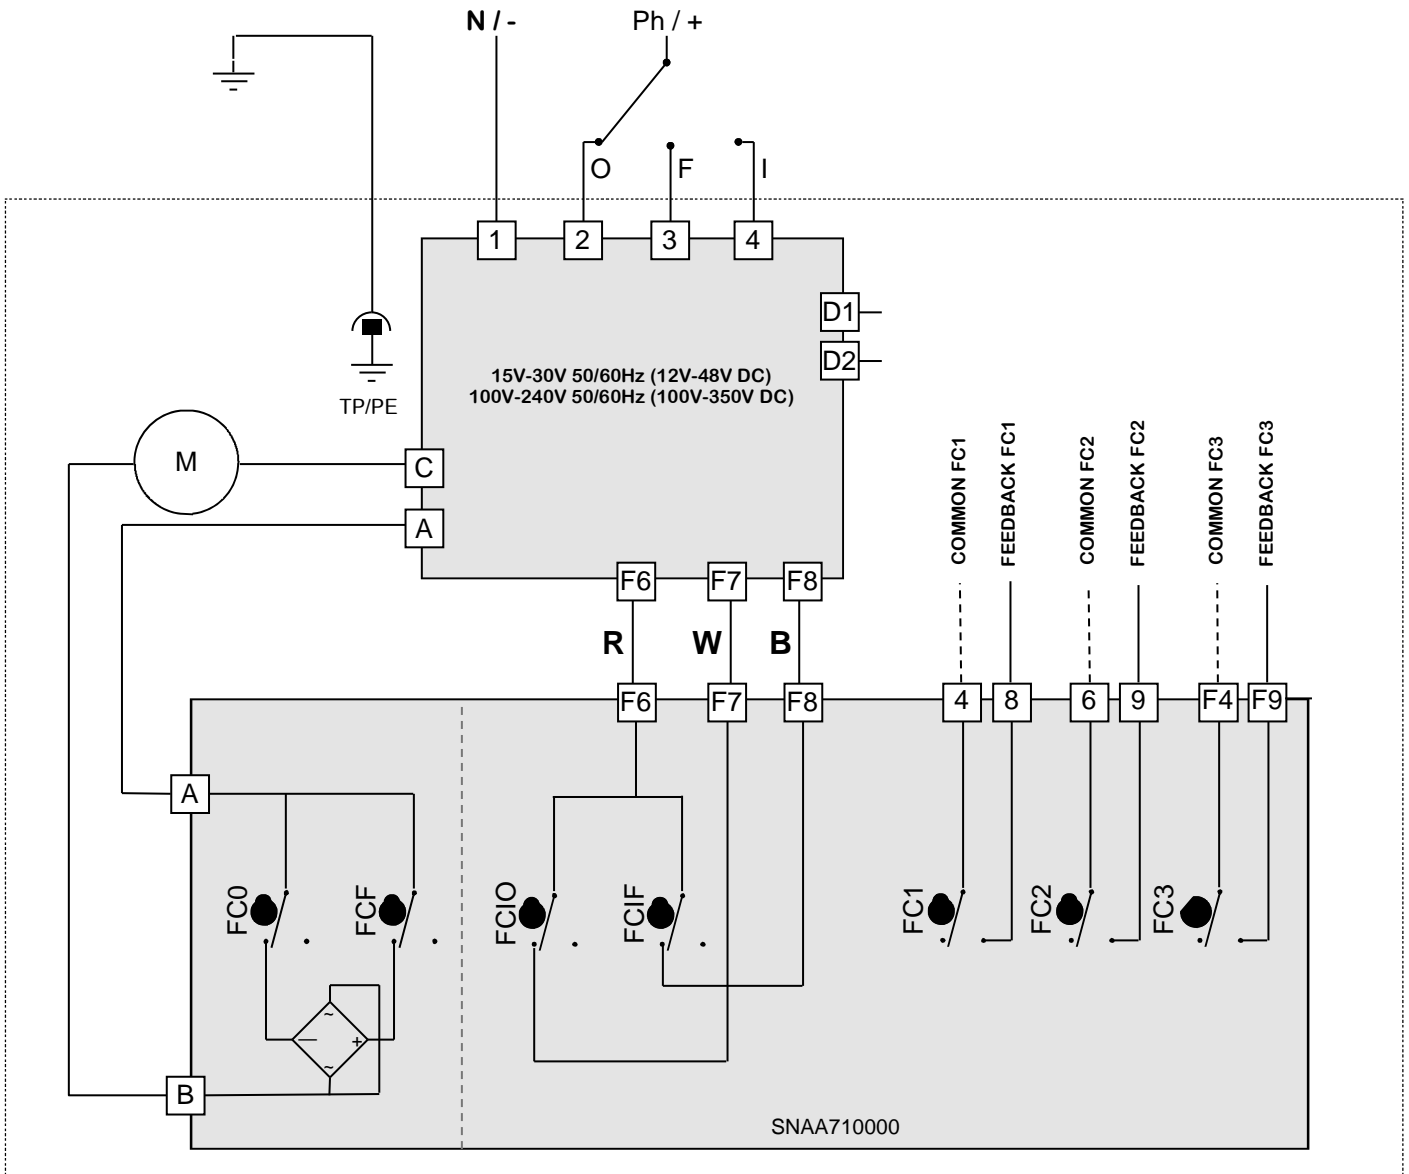 N / -
Ph / +
O
F
I
1
2
3
4
D1
D2
15V-30V 50/60Hz (12V-48V DC)
100V-240V 50/60Hz (100V-350V DC)
TP/PE
M
C
A
COMMON FC1
FEEDBACK FC1
COMMON FC2
FEEDBACK FC2
COMMON FC3
FEEDBACK FC3
F6
F7
F8
R
W
B
F6
F7
F8
4
8
6
9
F4
F9
A
FC0
FCF
FCIO
FCIF
FC1
FC2
FC3
~
—
+
~
B
SNAA710000